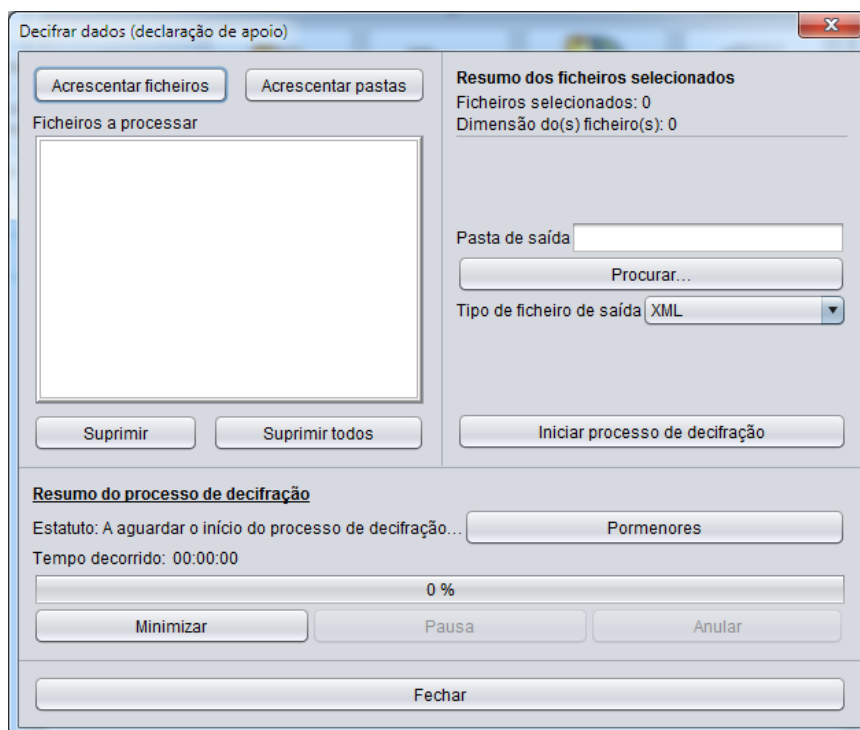 Decifrar dados (declaração de apoio)
Acrescentar ficheiros
Acrescentar pastas
Ficheiros a processar
Suprimir
Suprimir todos
Resumo dos ficheiros selecionados
Ficheiros selecionados: 0
Dimensão do(s) ficheiro(s): 0
Pasta de saída
Procurar...
Tipo de ficheiro de saída XML
Iniciar processo de decifração
Resumo do processo de decifração
Estatuto: A aguardar o início do processo de decifração...
Pormenores
Tempo decorrido: 00:00:00
0 %
Minimizar
Pausa
Anular
Fechar